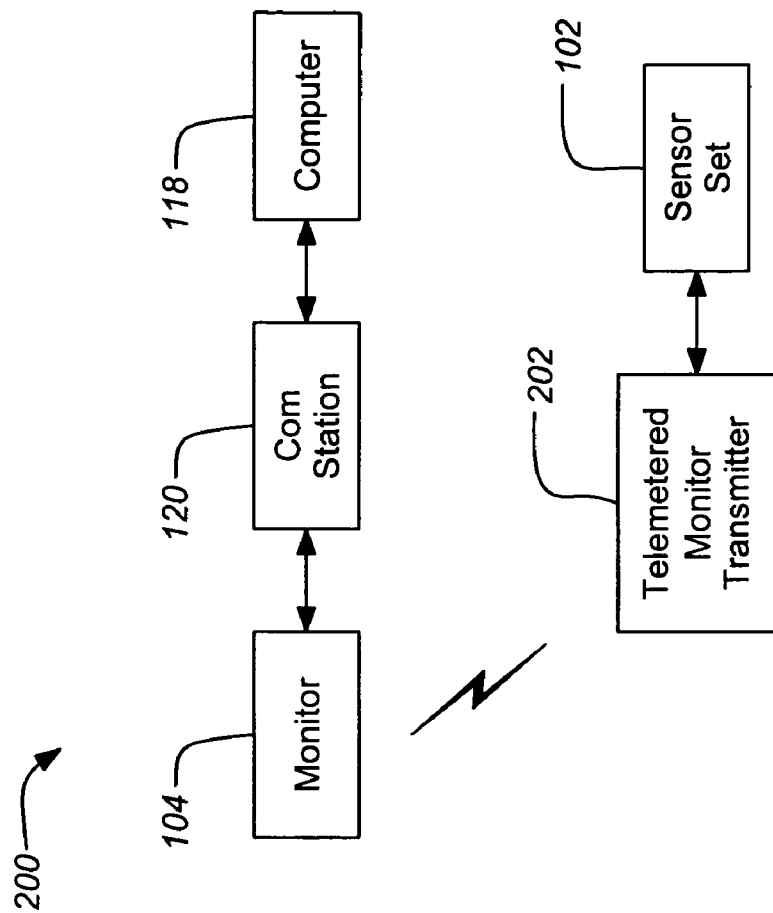 200
104
Monitor
120
Com
Station
118
Computer
202
Telemetered
Monitor
Transmitter
102
Sensor
Set